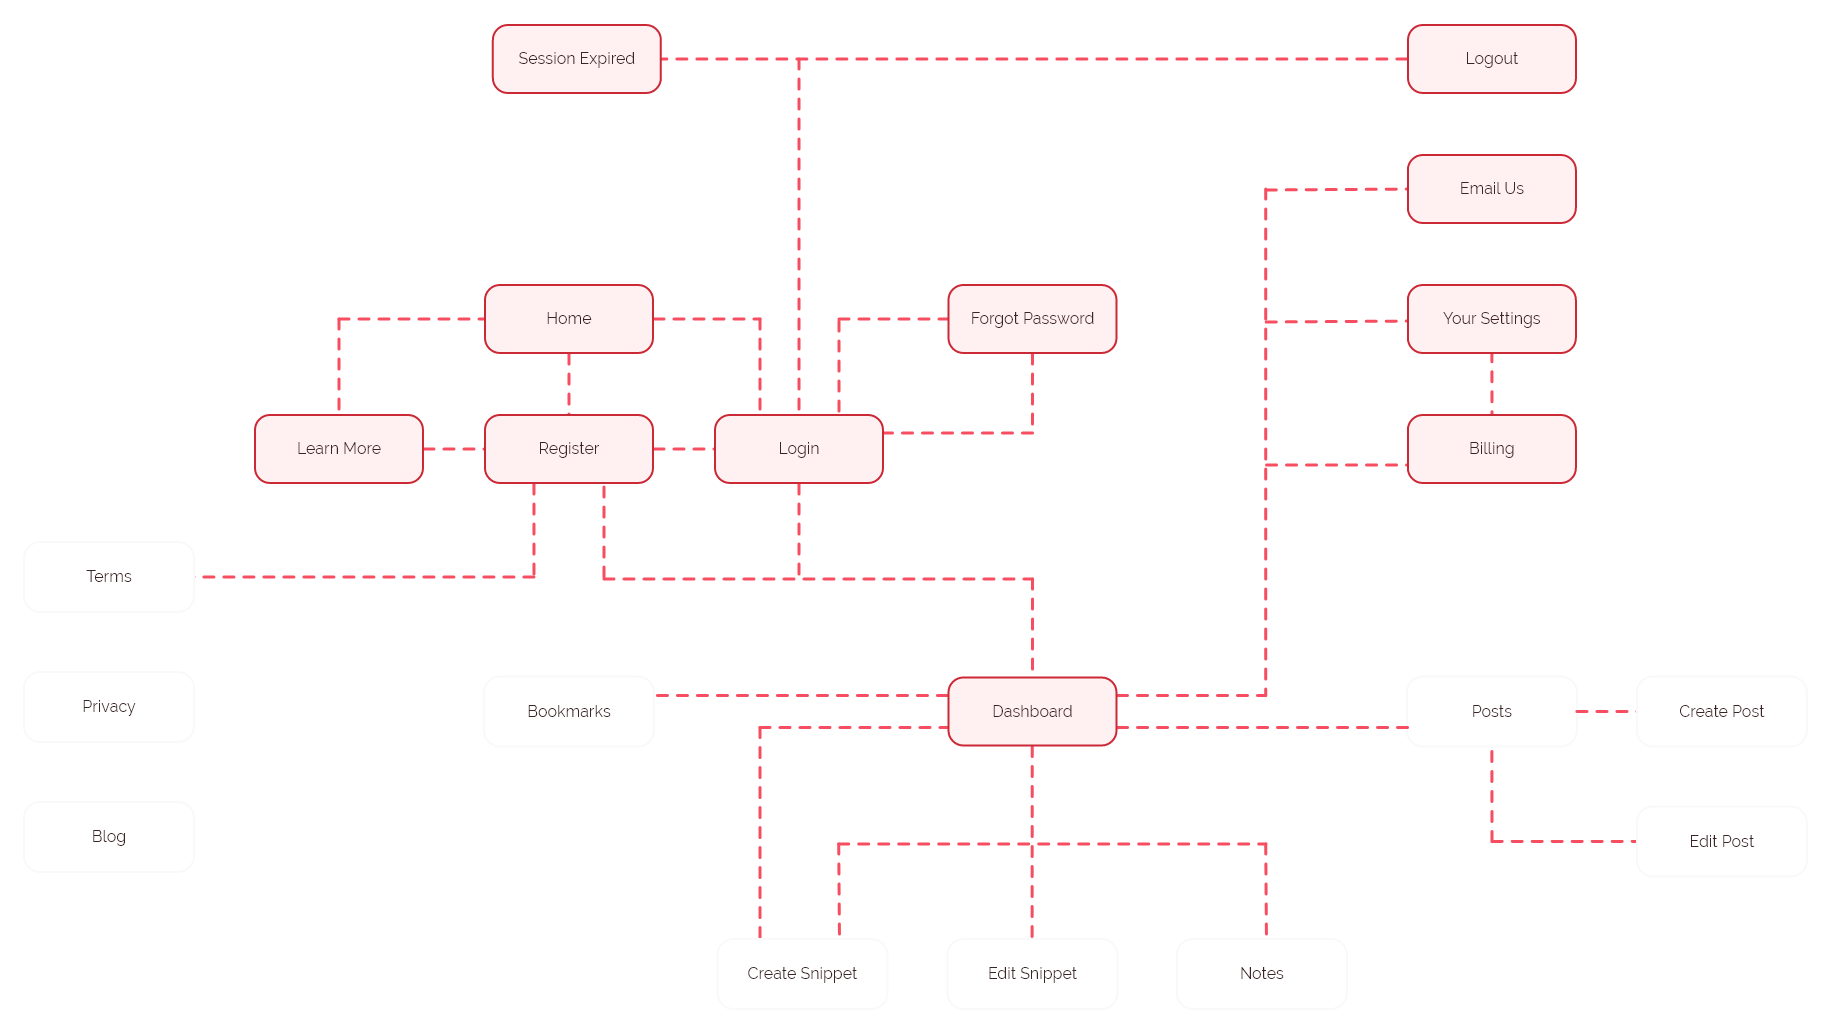 Session Expired
Logout
Email Us
Home
Forgot Password
Your Settings
Learn More
Register
Login
Billing
Terms
Privacy
Bookmarks
Dashboard
Posts
Create Post
Blog
Edit Post
Create Snippet
Edit Snippet
Notes